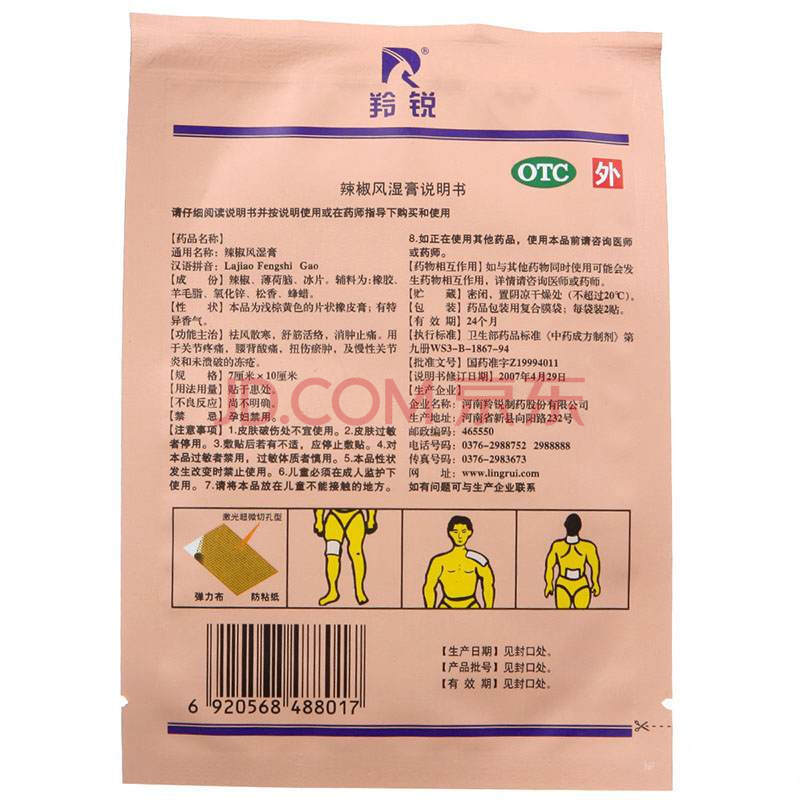 ®
羚锐
OTC 外
辣椒风湿膏说明书
请仔细阅读说明书并按说明使用或在药师指导下购买和使用
【药品名称】
通用名称：辣椒风湿膏
汉语拼音：Lajiao Fengshi Gao
【成 份】辣椒、薄荷脑、冰片。辅料为：橡胶、
羊毛脂、氧化锌、松香、蜂蜡。
【性 状】本品为浅棕黄色的片状橡皮膏；有特
异香气。
【功能主治】祛风散寒，舒筋活络，消肿止痛。用
于关节疼痛，腰背酸痛，扭伤瘀肿，及慢性关节
炎和未溃破的冻疮。
【规 格】7厘米×10厘米
【用法用量】贴于患处。
【不良反应】尚不明确。
【禁 忌】孕妇禁用。
【注意事项】1.皮肤破伤处不宜使用。2.皮肤过敏
者停用。3.敷贴后若有不适，应停止敷贴。4.对
本品过敏者禁用，过敏体质者慎用。5.本品性状
发生改变时禁止使用。6.儿童必须在成人监护下
使用。7.请将本品放在儿童不能接触的地方。
8.如正在使用其他药品，使用本品前请咨询医师
或药师。
【药物相互作用】如与其他药物同时使用可能会发
生药物相互作用，详情请咨询医师或药师。
【贮 藏】密闭，置阴凉干燥处（不超过20℃）。
【包 装】药品包装用复合膜袋；每袋装2贴。
【有 效 期】24个月
【执行标准】卫生部药品标准《中药成方制剂》第
九册WS3-B-1867-94
【批准文号】国药准字Z19994011
【说明书修订日期】2007年4月29日
【生产企业】
企业名称：河南羚锐制药股份有限公司
生产地址：河南省新县向阳路232号
邮政编码：465550
电话号码：0376-2988752 2988888
传真号码：0376-2983673
网 址：www.lingrui.com
如有问题可与生产企业联系
JD.COM 京东
激光超微切孔型
弹力布 防粘纸
6 920568 488017
【生产日期】见封口处。
【产品批号】见封口处。
【有 效 期】见封口处。